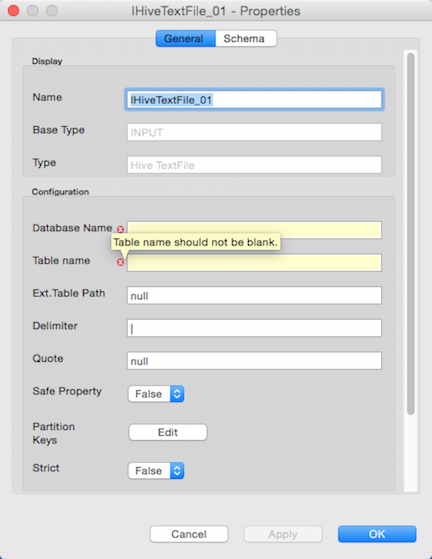 IHiveTextFile_01 - Properties
General Schema
Display
Name IHiveTextFile_01
Base Type INPUT
Type Hive TextFile
Configuration
Database Name
Table name should not be blank.
Table name
Ext.Table Path null
Delimiter |
Quote null
Safe Property False
Partition
Keys
Edit
Strict False
Cancel Apply OK